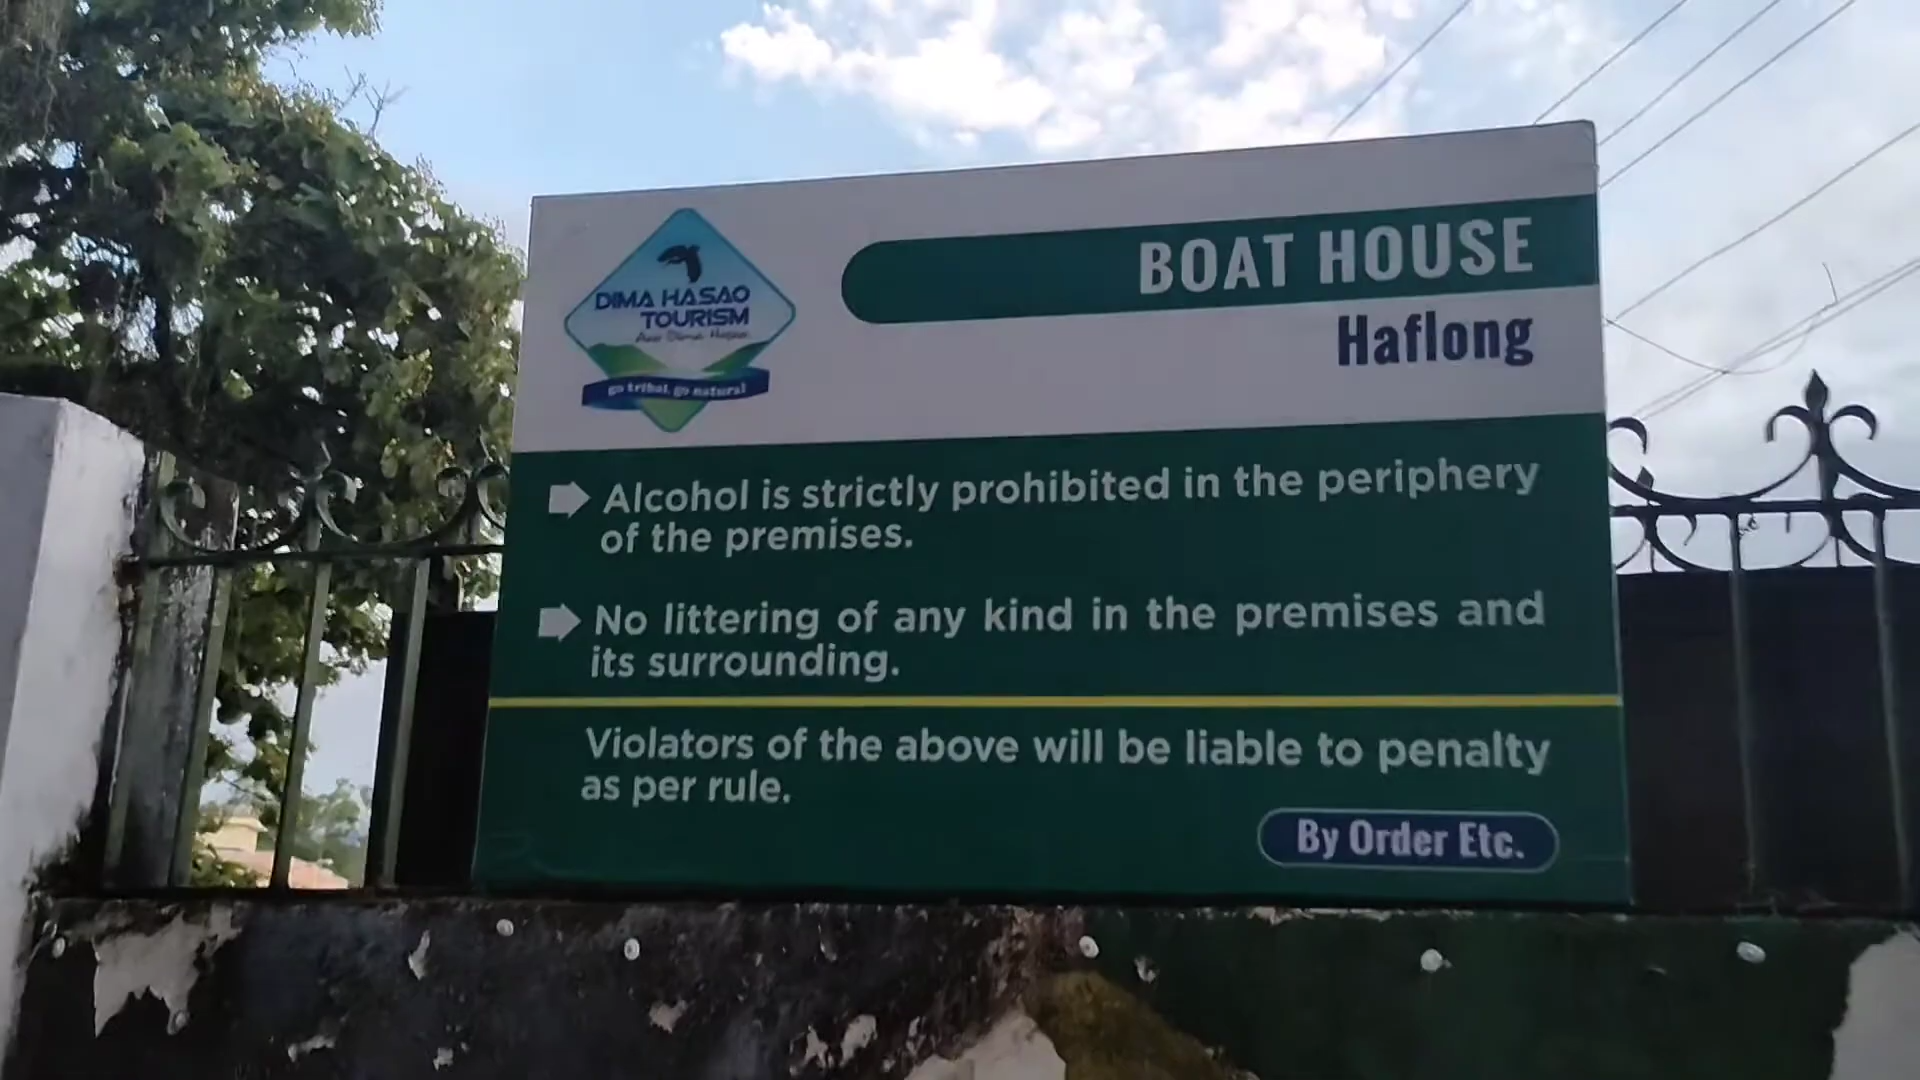 DIMA HASAO
TOURISM
go tribal, go natural
BOAT HOUSE
Haflong
Alcohol is strictly prohibited in the periphery
of the premises.
No littering of any kind in the premises and
its surrounding.
Violators of the above will be liable to penalty
as per rule.
By Order Etc.